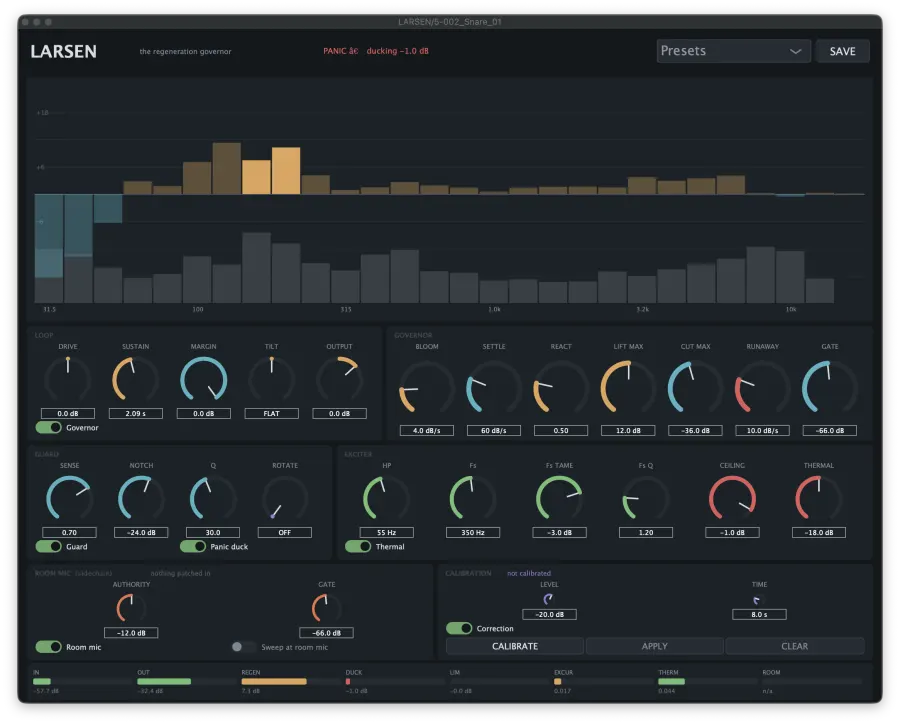 LARSEN/5-002_Snare_01
LARSEN
the regeneration governor
PANIC â€ ducking −1.0 dB
Presets
SAVE
31.5 100 315 1.0k 3.2k 10k
LOOP
DRIVE SUSTAIN MARGIN TILT OUTPUT
0.0 dB 2.09 s 0.0 dB FLAT 0.0 dB
Governor
GOVERNOR
BLOOM SETTLE REACT LIFT MAX CUT MAX RUNAWAY GATE
4.0 dB/s 60 dB/s 0.50 12.0 dB -36.0 dB 10.0 dB/s -66.0 dB
GUARD
SENSE NOTCH Q ROTATE
0.70 -24.0 dB 30.0 OFF
Guard Panic duck
EXCITER
HP Fs Fs TAME Fs Q CEILING THERMAL
55 Hz 350 Hz -3.0 dB 1.20 -1.0 dB -18.0 dB
Thermal
ROOM MIC (sidechain) nothing patched in
AUTHORITY GATE
-12.0 dB -66.0 dB
Room mic Sweep at room mic
CALIBRATION not calibrated
LEVEL TIME
-20.0 dB 8.0 s
Correction
CALIBRATE APPLY CLEAR
IN OUT REGEN DUCK LIM EXCUR THERM ROOM
-57.7 dB -32.4 dB 7.3 dB -1.0 dB -0.0 dB 0.017 0.044 n/a